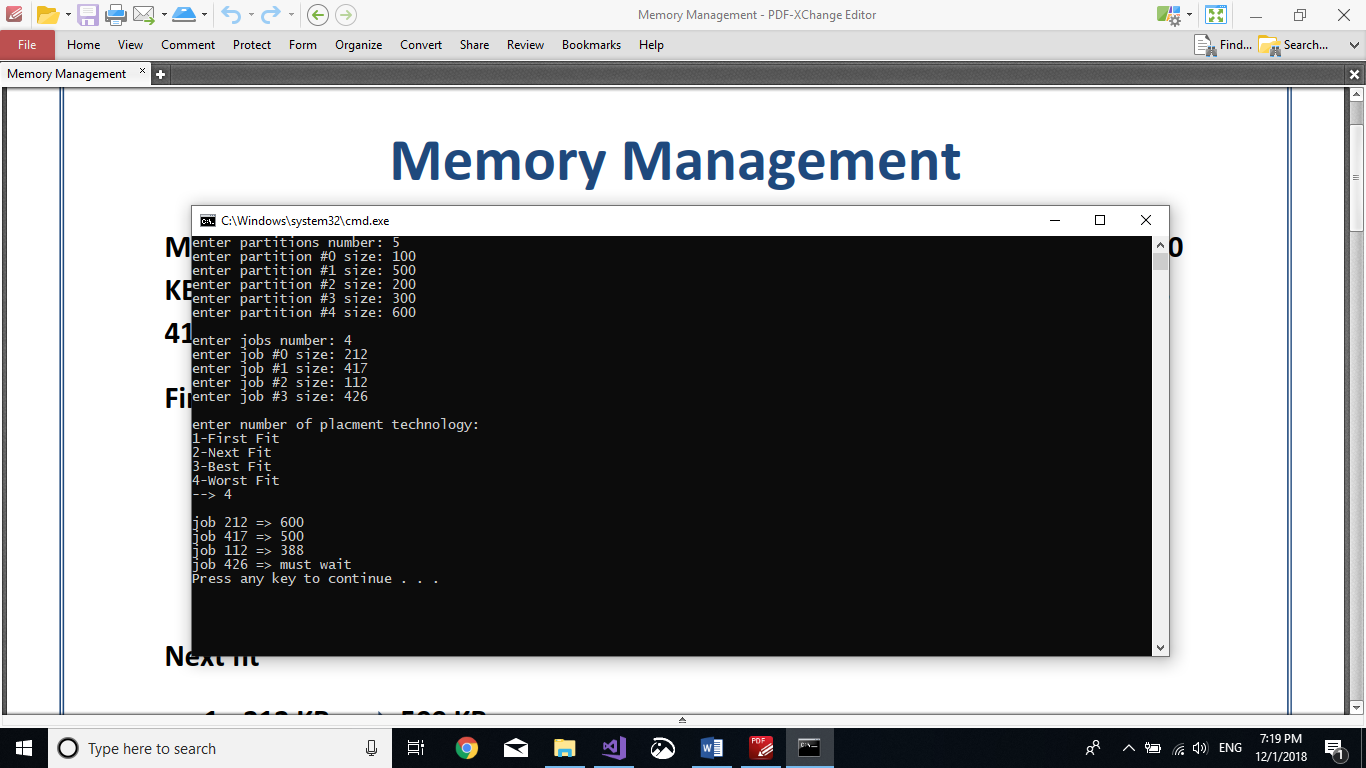 Memory Management - PDF-XChange Editor
File Home View Comment Protect Form Organize Convert Share Review Bookmarks Help Find... Search...
Memory Management
Memory Management
C:\Windows\system32\cmd.exe
enter partitions number: 5
enter partition #0 size: 100
enter partition #1 size: 500
enter partition #2 size: 200
enter partition #3 size: 300
enter partition #4 size: 600
enter jobs number: 4
enter job #0 size: 212
enter job #1 size: 417
enter job #2 size: 112
enter job #3 size: 426
enter number of placment technology:
1-First Fit
2-Next Fit
3-Best Fit
4-Worst Fit
--> 4
job 212 => 600
job 417 => 500
job 112 => 388
job 426 => must wait
Press any key to continue . . .
Next fit
Type here to search
PDF
ENG
7:19 PM
12/1/2018
1